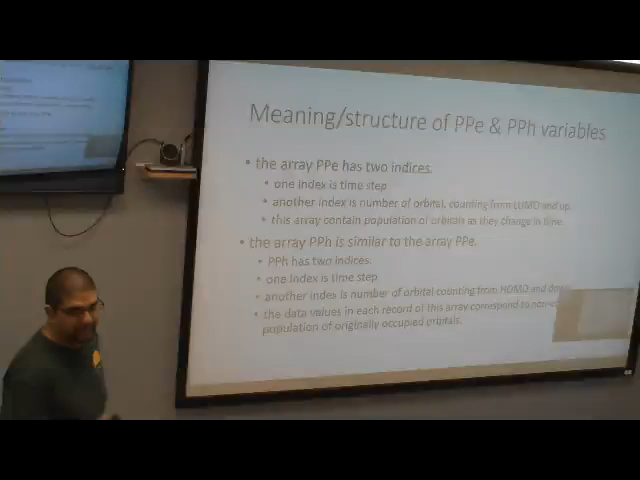 Meaning/structure of PPe & PPh variables
• the array PPe has two indices.
• one index is time step
• another index is number of orbital, counting from LUMO and up.
• this array contain population of orbitals as they change in time.
• the array PPh is similar to the array PPe.
• PPh has two indices.
• one index is time step
• another index is number of orbital counting from HOMO and
• the data values in each record of this array correspond to
population of originally occupied orbitals.